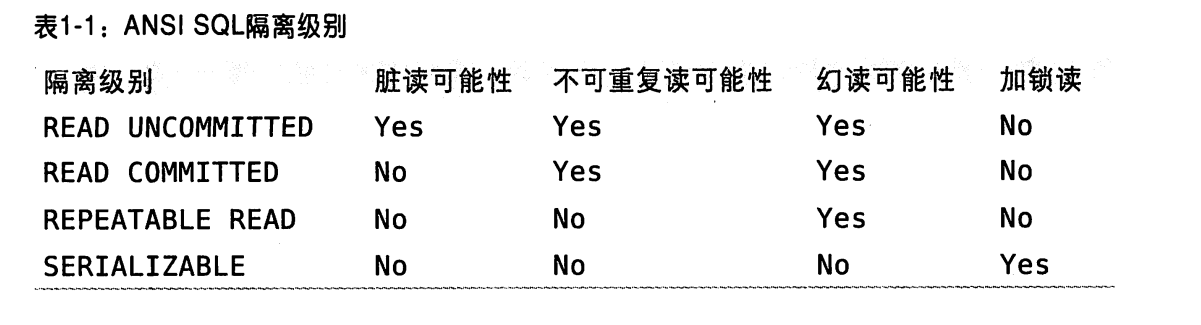 表1-1：ANSI SQL隔离级别
隔离级别 脏读可能性 不可重复读可能性 幻读可能性 加锁读
READ UNCOMMITTED Yes Yes Yes No
READ COMMITTED No Yes Yes No
REPEATABLE READ No No Yes No
SERIALIZABLE No No No Yes